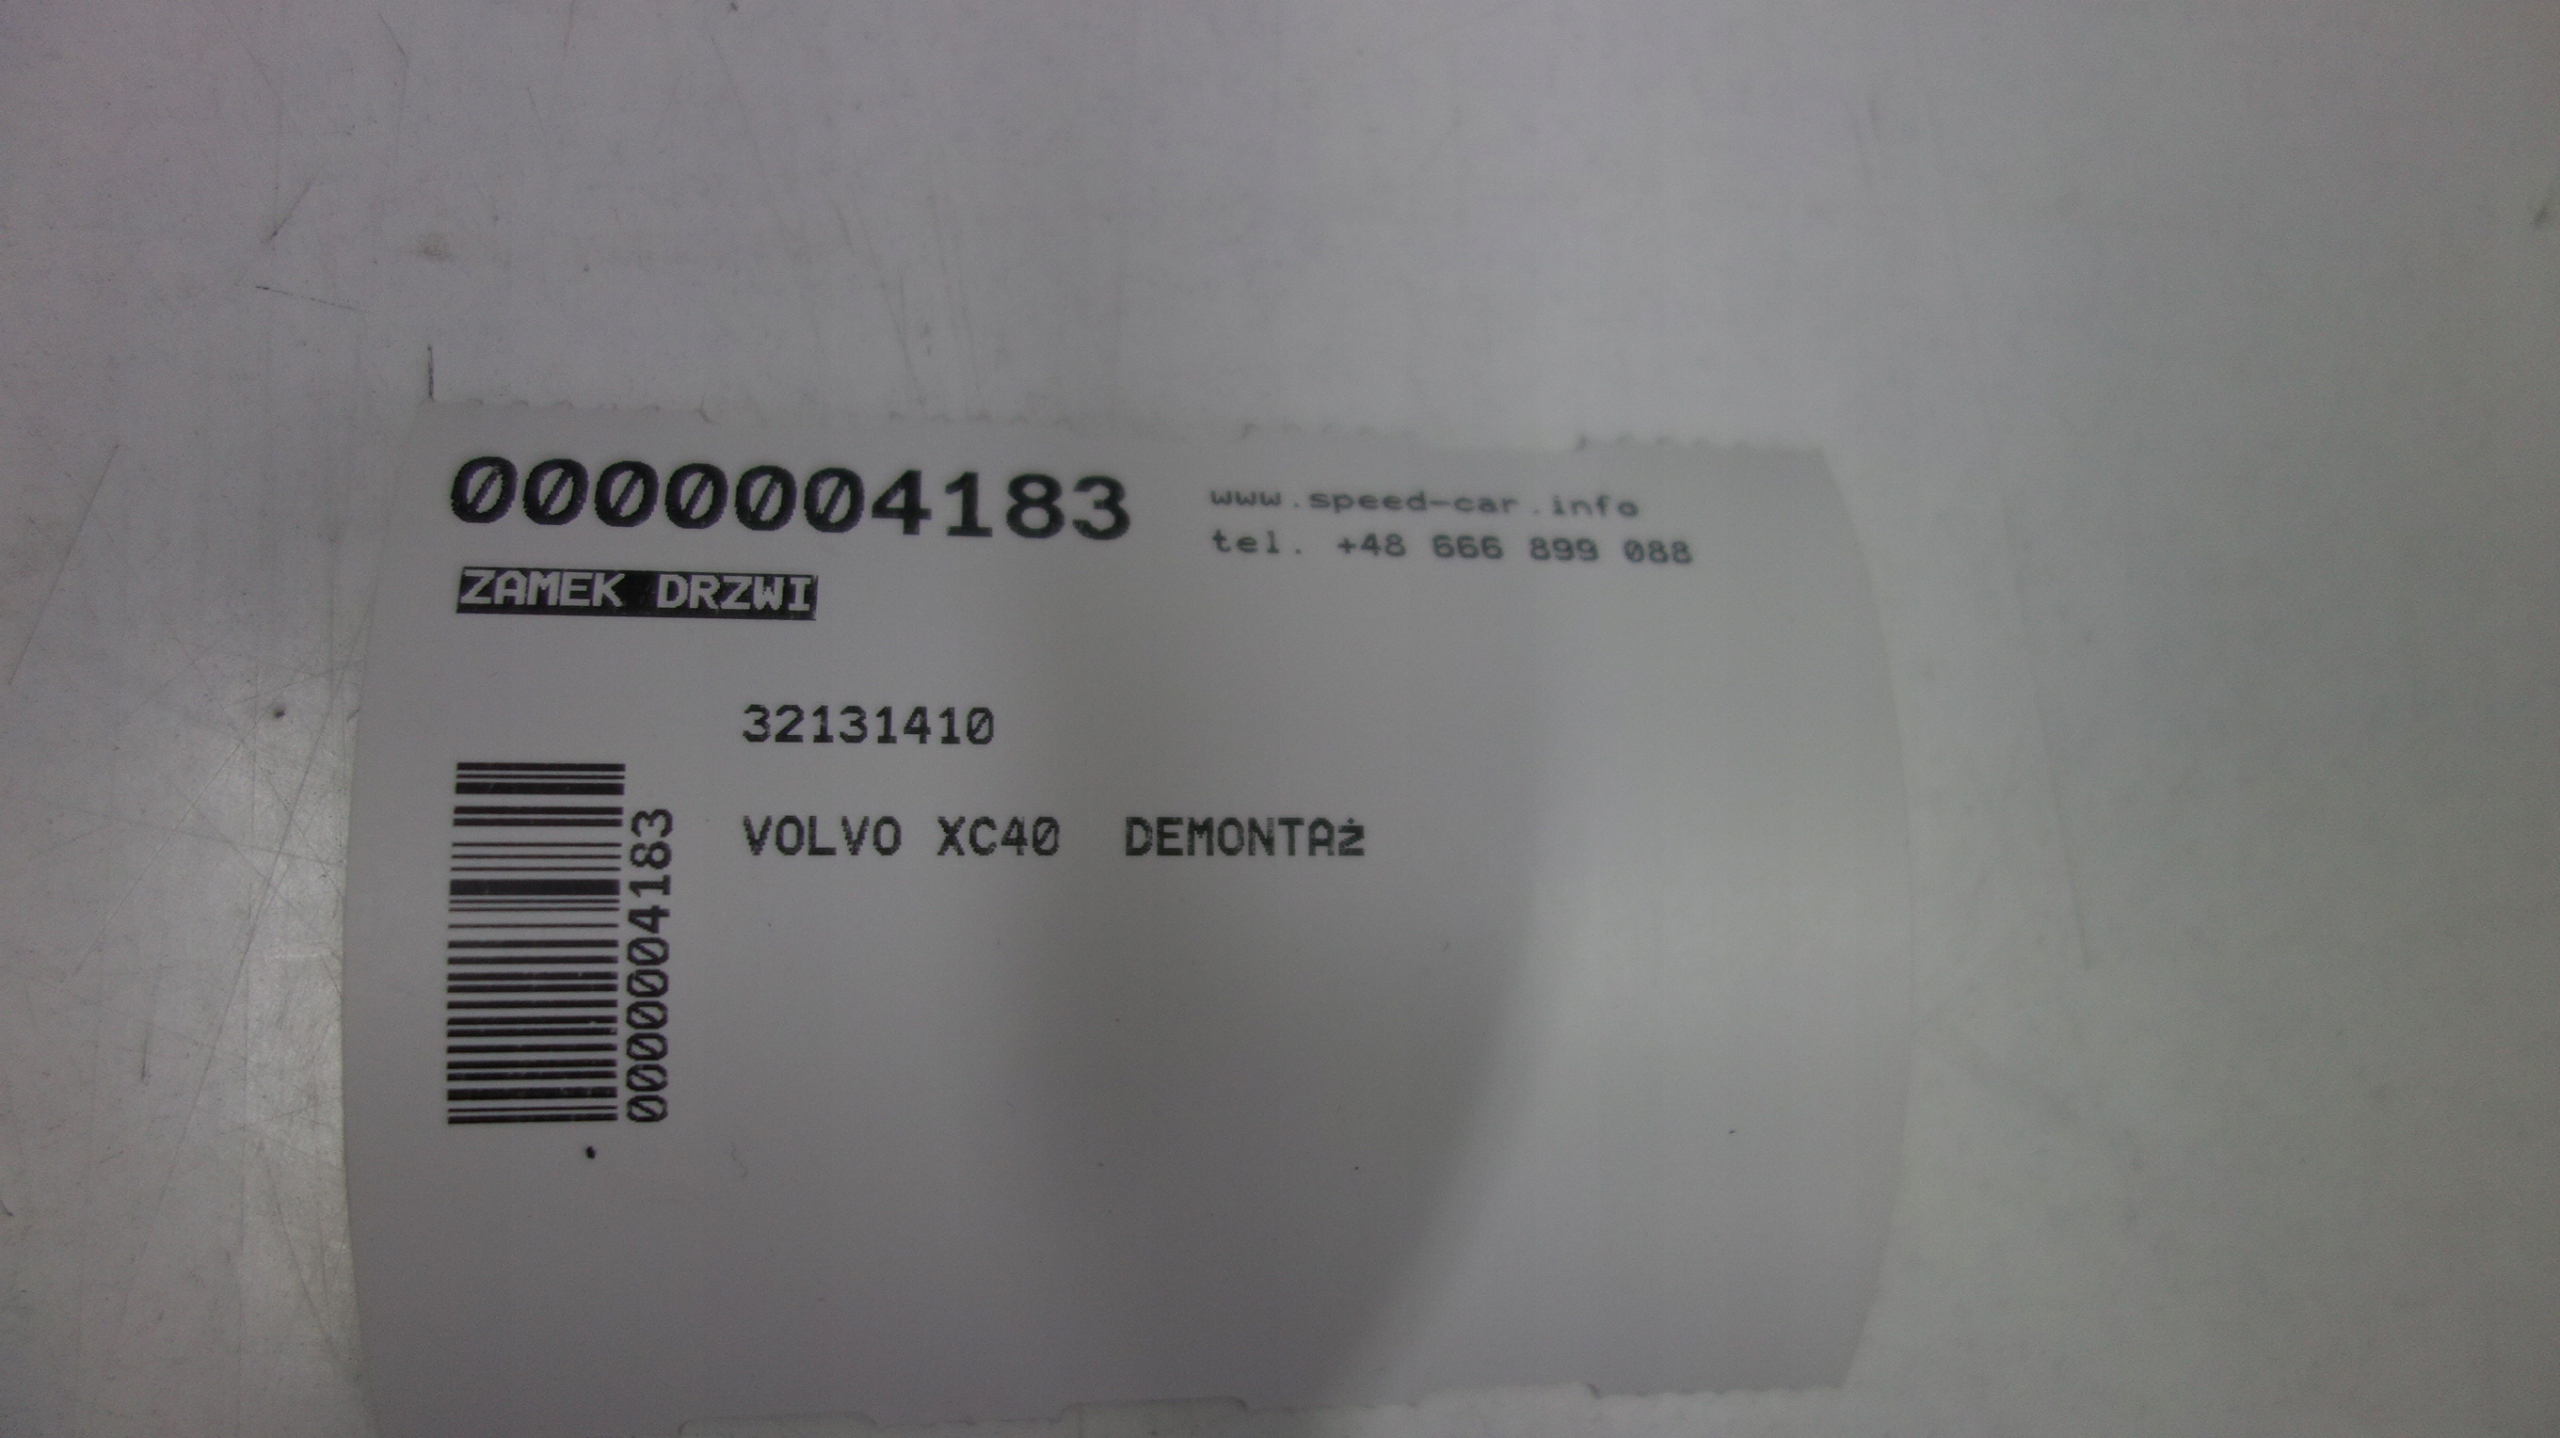 0000004183
www.speed-car.info
tel. +48 666 899 088
ZAMEK DRZWI
32131410
VOLVO XC40 DEMONTAż
0000004183